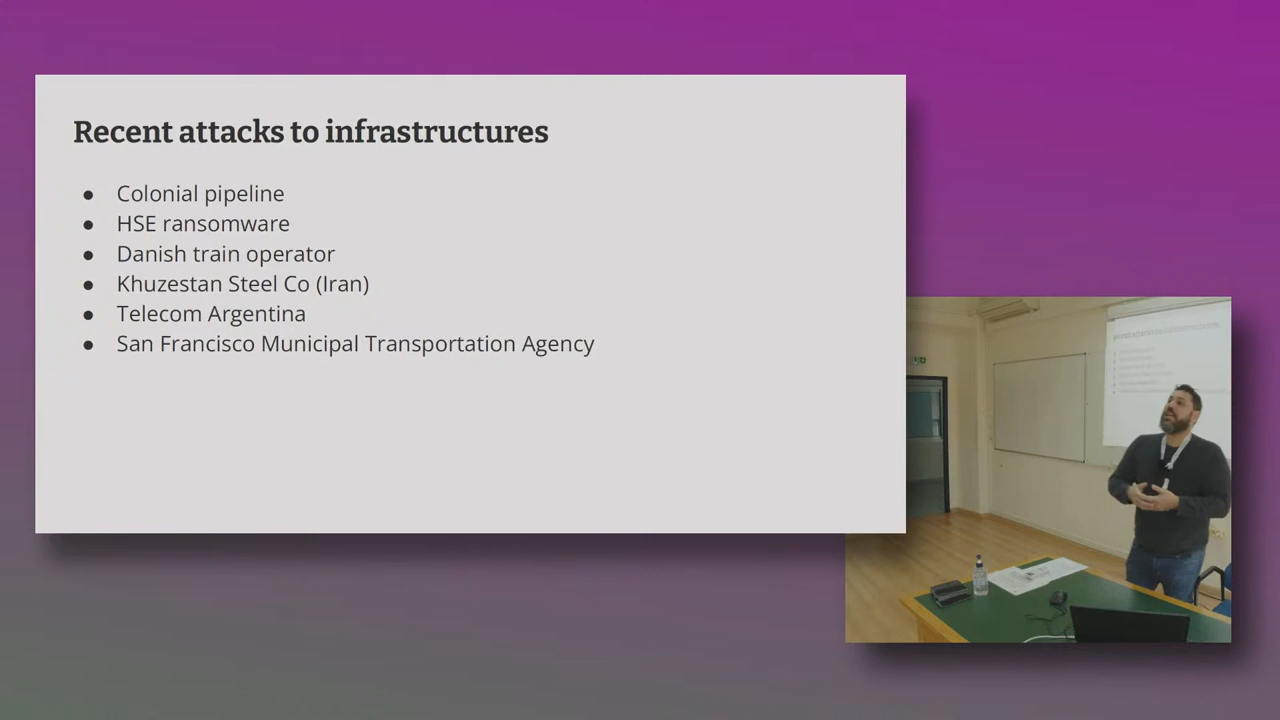 Recent attacks to infrastructures
● Colonial pipeline
● HSE ransomware
● Danish train operator
● Khuzestan Steel Co (Iran)
● Telecom Argentina
● San Francisco Municipal Transportation Agency